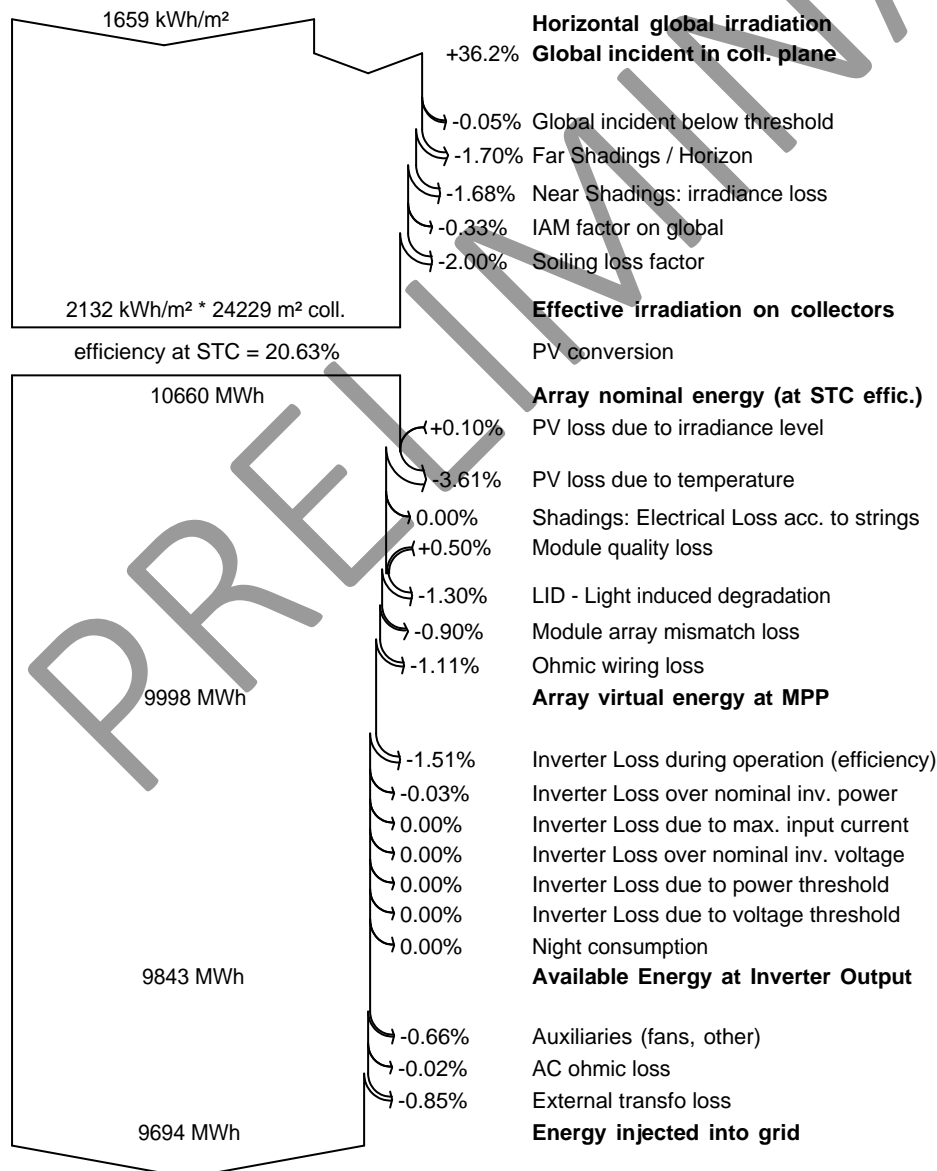 1659 kWh/m² Horizontal global irradiation
+36.2% Global incident in coll. plane
-0.05% Global incident below threshold
-1.70% Far Shadings / Horizon
-1.68% Near Shadings: irradiance loss
-0.33% IAM factor on global
-2.00% Soiling loss factor
2132 kWh/m² * 24229 m² coll. Effective irradiation on collectors
efficiency at STC = 20.63% PV conversion
10660 MWh Array nominal energy (at STC effic.)
+0.10% PV loss due to irradiance level
-3.61% PV loss due to temperature
0.00% Shadings: Electrical Loss acc. to strings
+0.50% Module quality loss
-1.30% LID - Light induced degradation
-0.90% Module array mismatch loss
-1.11% Ohmic wiring loss
9998 MWh Array virtual energy at MPP
-1.51% Inverter Loss during operation (efficiency)
-0.03% Inverter Loss over nominal inv. power
0.00% Inverter Loss due to max. input current
0.00% Inverter Loss over nominal inv. voltage
0.00% Inverter Loss due to power threshold
0.00% Inverter Loss due to voltage threshold
0.00% Night consumption
9843 MWh Available Energy at Inverter Output
-0.66% Auxiliaries (fans, other)
-0.02% AC ohmic loss
-0.85% External transfo loss
9694 MWh Energy injected into grid
PRELIMINA